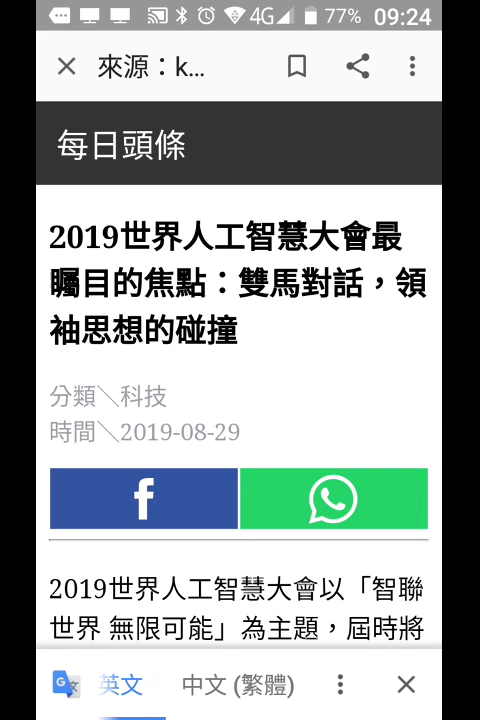 4G 77% 09:24
來源：k...
每日頭條
2019世界人工智慧大會最
矚目的焦點：雙馬對話，領
袖思想的碰撞
分類╲科技
時間╲2019-08-29
f
2019世界人工智慧大會以「智聯
世界 無限可能」為主題，屆時將
G 文 英文 中文 (繁體)